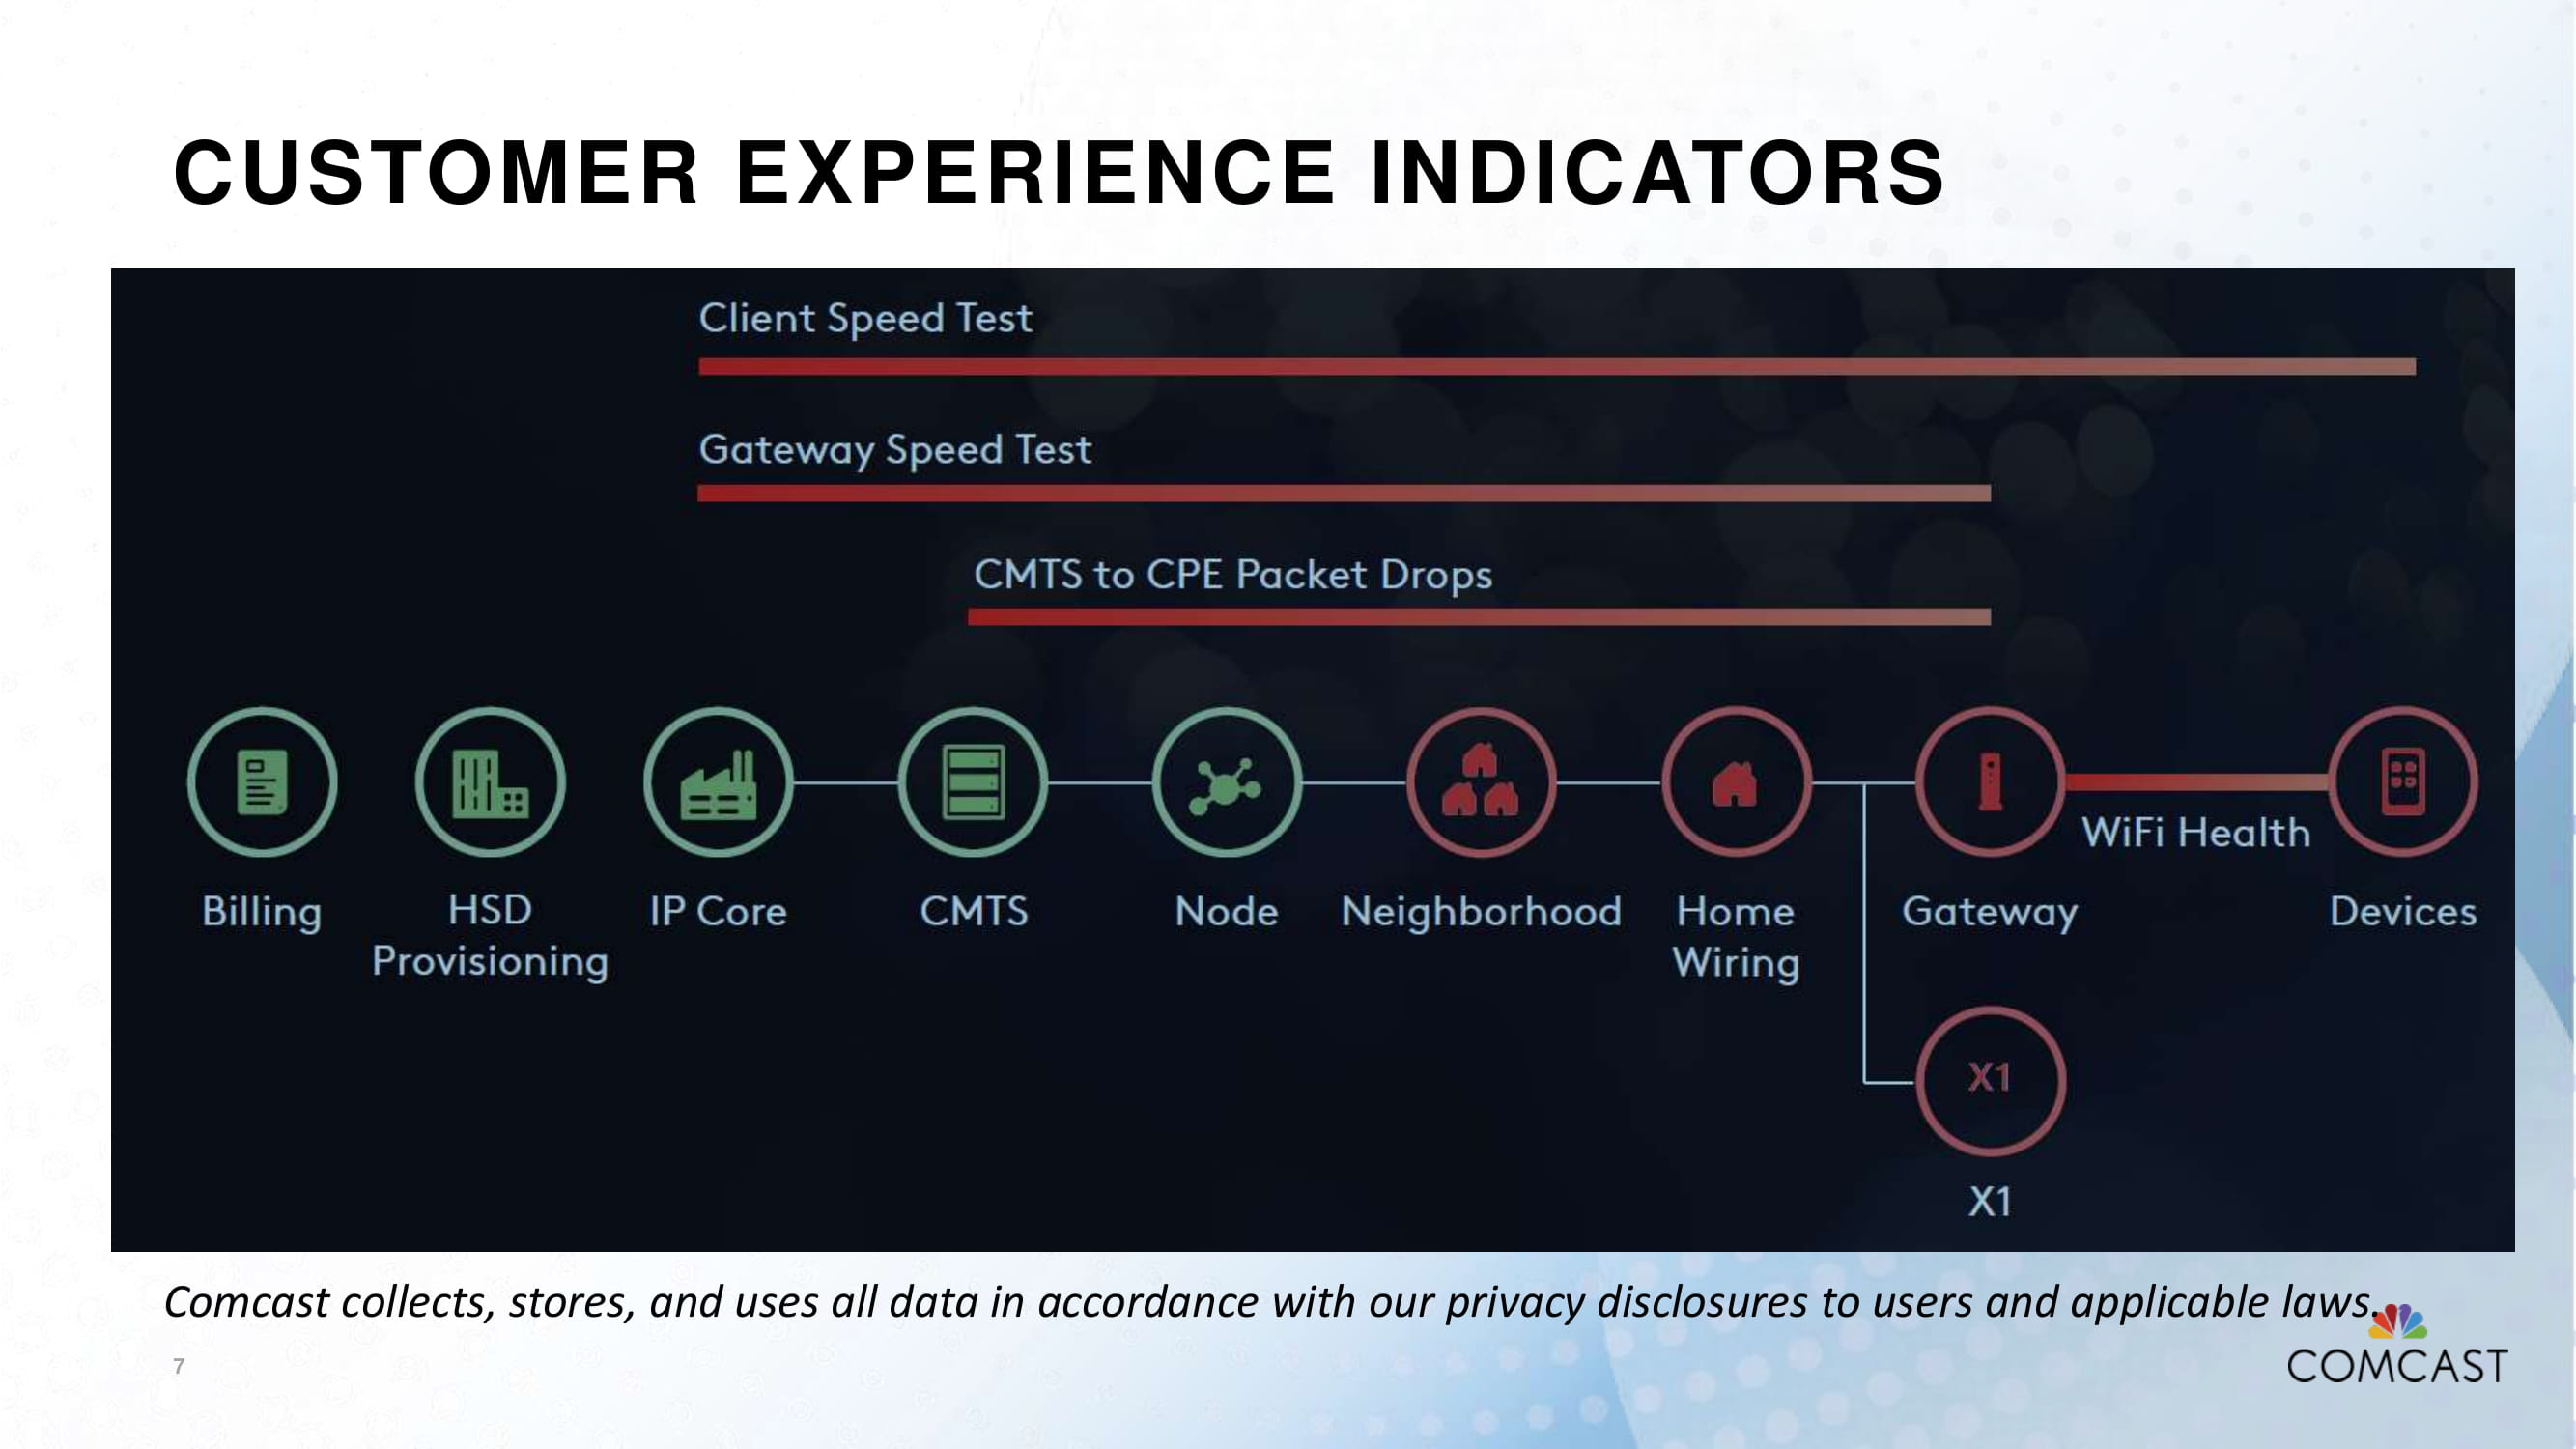 CUSTOMER EXPERIENCE INDICATORS
Client Speed Test
Gateway Speed Test
CMTS to CPE Packet Drops
WiFi Health
Billing
HSD
Provisioning
IP Core
CMTS
Node
Neighborhood
Home
Wiring
Gateway
Devices
X1
X1
Comcast collects, stores, and uses all data in accordance with our privacy disclosures to users and applicable laws.
7
COMCAST